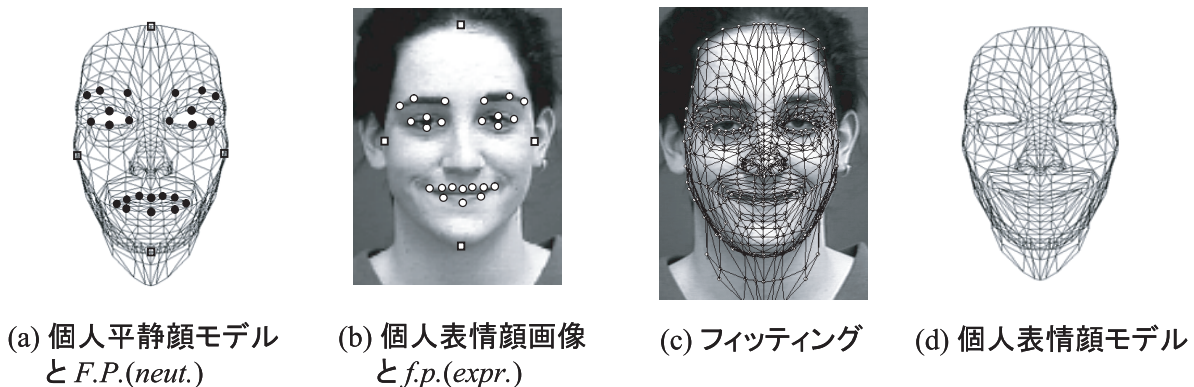 (a) 個人平静顔モデル
と F.P.(neut.)
(b) 個人表情顔画像
と f.p.(expr.)
(c) フィッティング
(d) 個人表情顔モデル